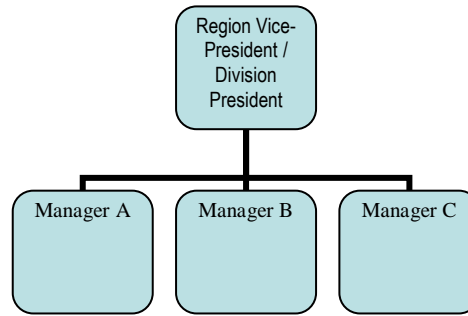 Region Vice-
President /
Division
President
Manager A
Manager B
Manager C